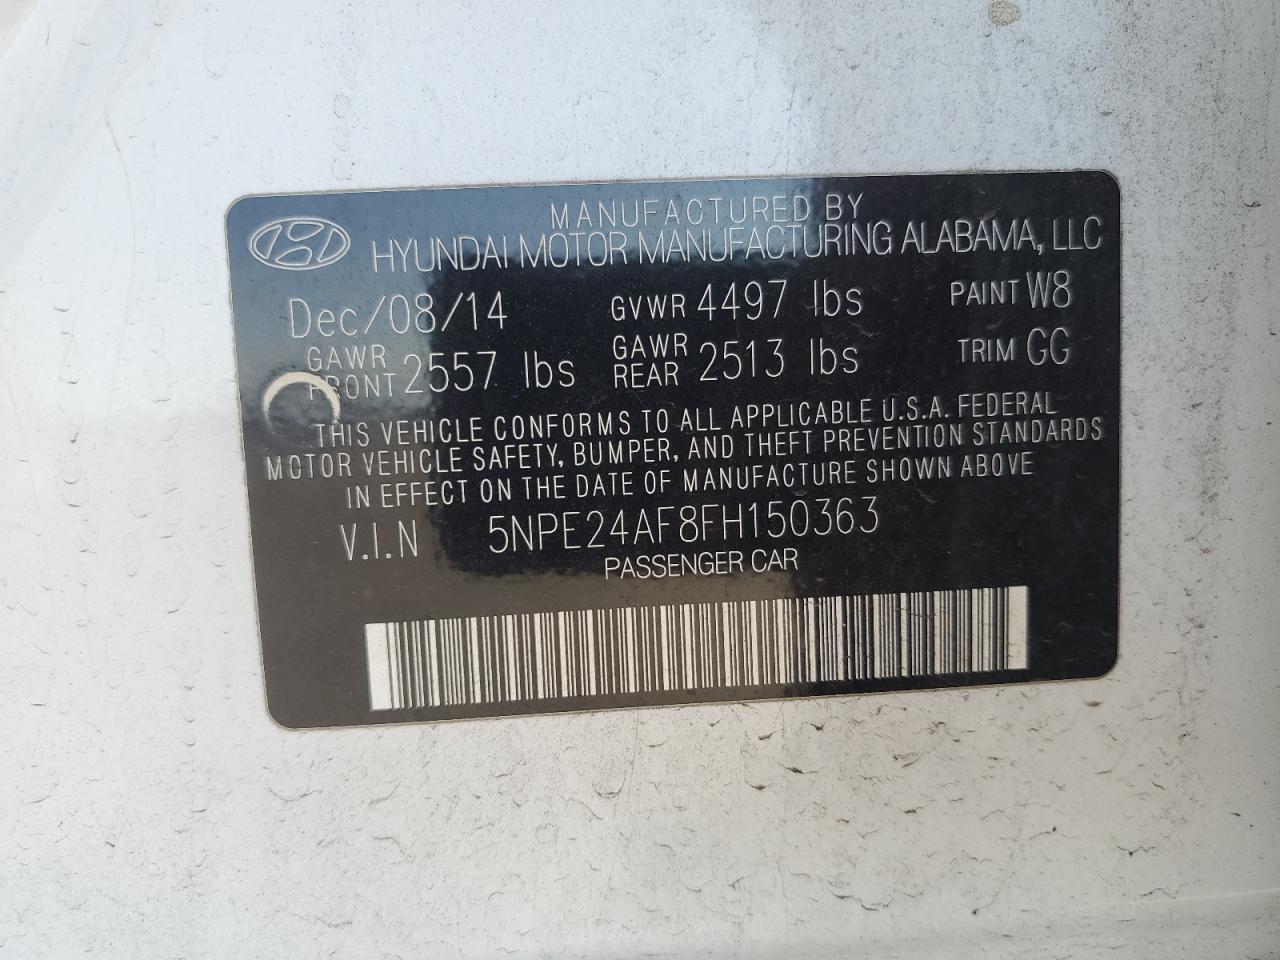 MANUFACTURED BY
HYUNDAI MOTOR MANUFACTURING ALABAMA, LLC
Dec/08/14 GVWR 4497 lbs PAINT W8
GAWR FRONT 2557 lbs GAWR REAR 2513 lbs TRIM GG
THIS VEHICLE CONFORMS TO ALL APPLICABLE U.S.A. FEDERAL
MOTOR VEHICLE SAFETY, BUMPER, AND THEFT PREVENTION STANDARDS
IN EFFECT ON THE DATE OF MANUFACTURE SHOWN ABOVE
V.I.N 5NPE24AF8FH150363
PASSENGER CAR